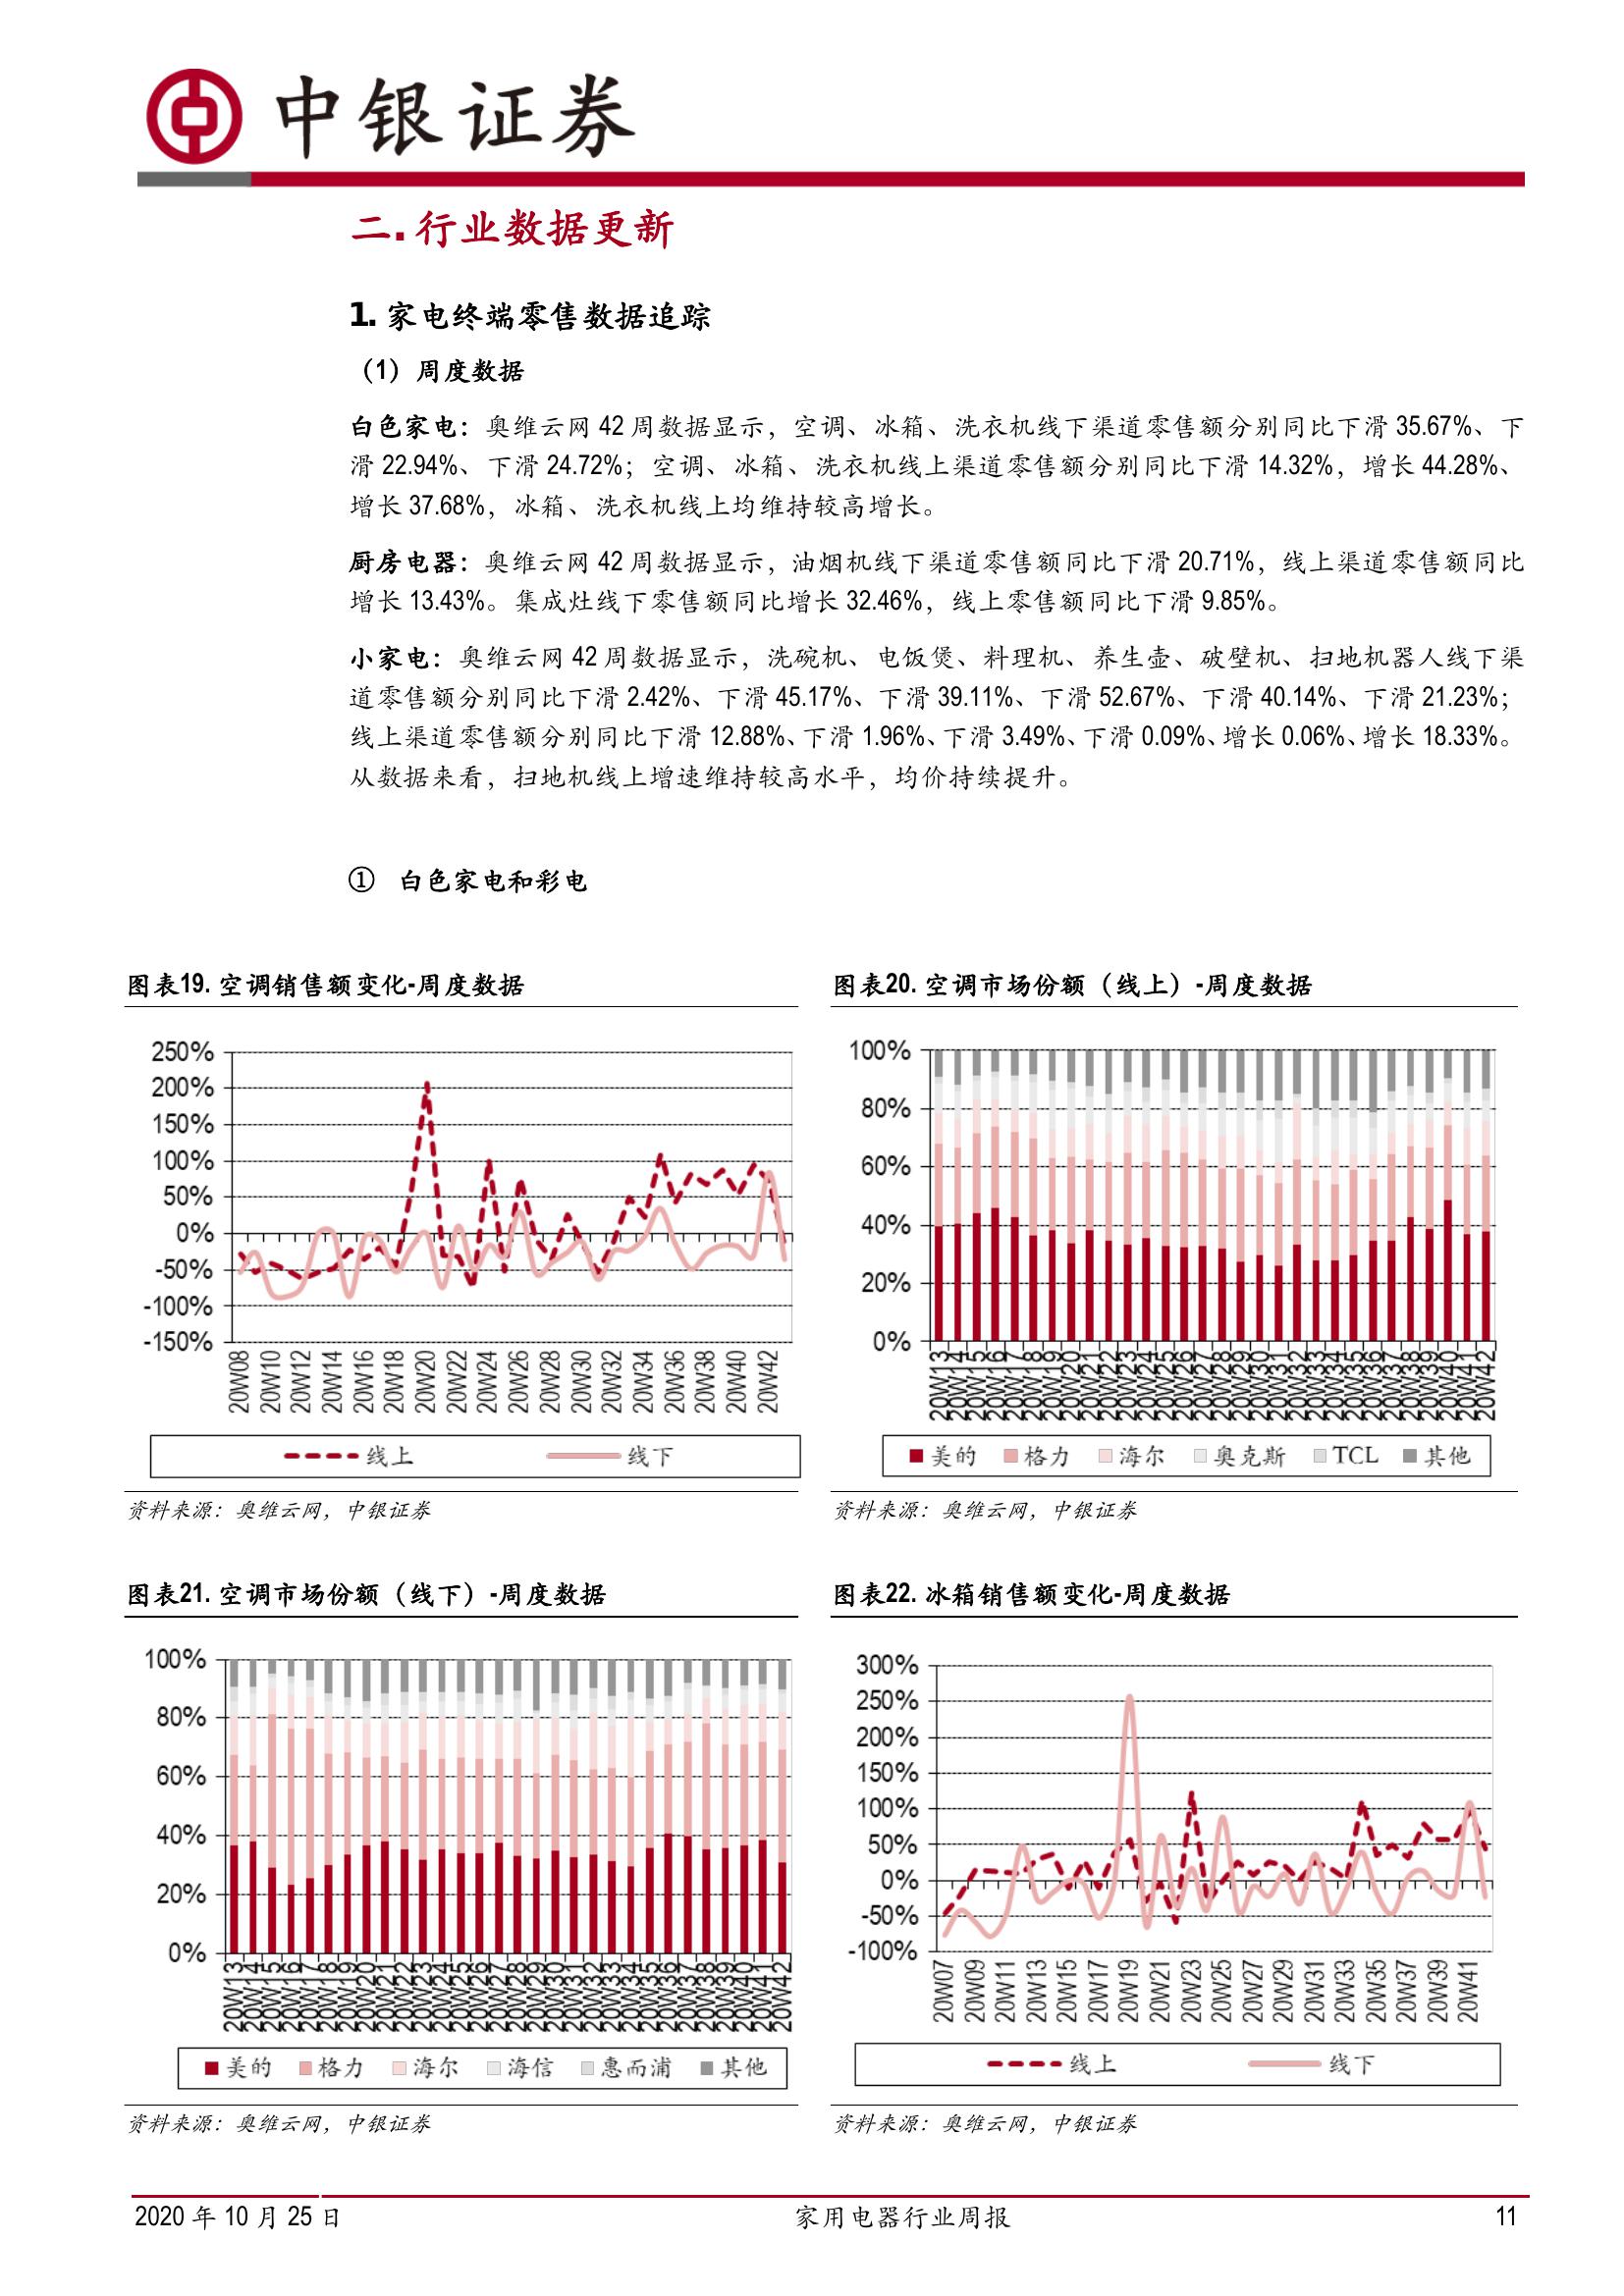 中银证券
二. 行业数据更新
1. 家电终端零售数据追踪
（1）周度数据
白色家电：奥维云网 42 周数据显示，空调、冰箱、洗衣机线下渠道零售额分别同比下滑 35.67%、下
滑 22.94%、下滑 24.72%；空调、冰箱、洗衣机线上渠道零售额分别同比下滑 14.32%，增长 44.28%、
增长 37.68%，冰箱、洗衣机线上均维持较高增长。
厨房电器：奥维云网 42 周数据显示，油烟机线下渠道零售额同比下滑 20.71%，线上渠道零售额同比
增长 13.43%。集成灶线下零售额同比增长 32.46%，线上零售额同比下滑 9.85%。
小家电：奥维云网 42 周数据显示，洗碗机、电饭煲、料理机、养生壶、破壁机、扫地机器人线下渠
道零售额分别同比下滑 2.42%、下滑 45.17%、下滑 39.11%、下滑 52.67%、下滑 40.14%、下滑 21.23%；
线上渠道零售额分别同比下滑 12.88%、下滑 1.96%、下滑 3.49%、下滑 0.09%、增长 0.06%、增长 18.33%。
从数据来看，扫地机线上增速维持较高水平，均价持续提升。
① 白色家电和彩电
图表19. 空调销售额变化-周度数据
250%
200%
150%
100%
50%
0%
-50%
-100%
-150%
20W08 20W10 20W12 20W14 20W16 20W18 20W20 20W22 20W24 20W26 20W28 20W30 20W32 20W34 20W36 20W38 20W40 20W42
线上 线下
资料来源：奥维云网，中银证券
图表20. 空调市场份额（线上）-周度数据
100%
80%
60%
40%
20%
0%
20W13 20W14 20W15 20W16 20W17 20W18 20W19 20W20 20W21 20W22 20W23 20W24 20W25 20W26 20W27 20W28 20W29 20W30 20W31 20W32 20W33 20W34 20W35 20W36 20W37 20W38 20W39 20W40 20W41 20W42
美的 格力 海尔 奥克斯 TCL 其他
资料来源：奥维云网，中银证券
图表21. 空调市场份额（线下）-周度数据
100%
80%
60%
40%
20%
0%
20W13 20W14 20W15 20W16 20W17 20W18 20W19 20W20 20W21 20W22 20W23 20W24 20W25 20W26 20W27 20W28 20W29 20W30 20W31 20W32 20W33 20W34 20W35 20W36 20W37 20W38 20W39 20W40 20W41 20W42
美的 格力 海尔 海信 惠而浦 其他
资料来源：奥维云网，中银证券
图表22. 冰箱销售额变化-周度数据
300%
250%
200%
150%
100%
50%
0%
-50%
-100%
20W07 20W09 20W11 20W13 20W15 20W17 20W19 20W21 20W23 20W25 20W27 20W29 20W31 20W33 20W35 20W37 20W39 20W41
线上 线下
资料来源：奥维云网，中银证券
2020 年 10 月 25 日 家用电器行业周报 11